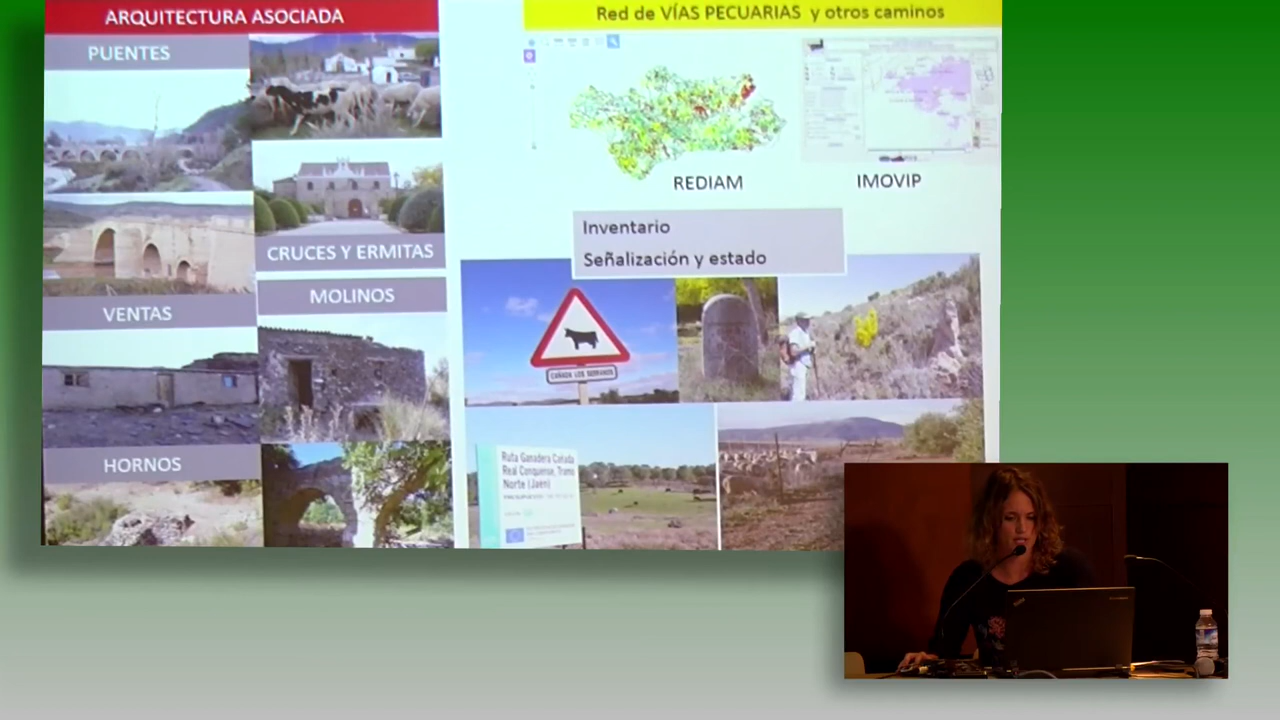 ARQUITECTURA ASOCIADA
PUENTES
CRUCES Y ERMITAS
VENTAS
MOLINOS
HORNOS
Red de VÍAS PECUARIAS y otros caminos
REDIAM
IMOVIP
Inventario
Señalización y estado
CAÑADA LOS SERRANOS
Ruta Ganadera Cañada
Real Conquense, Tramo
Norte (Jaén)